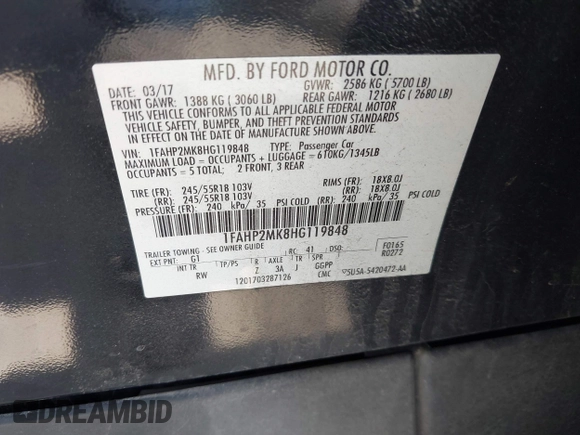 MFD. BY FORD MOTOR CO.
DATE: 03/17 GVWR: 2586 KG ( 5700 LB)
FRONT GAWR: 1388 KG ( 3060 LB) REAR GAWR: 1216 KG ( 2680 LB)
THIS VEHICLE CONFORMS TO ALL APPLICABLE FEDERAL MOTOR
VEHICLE SAFETY, BUMPER, AND THEFT PREVENTION STANDARDS IN
EFFECT ON THE DATE OF MANUFACTURE SHOWN ABOVE.
VIN: 1FAHP2MK8HG119848 TYPE: Passenger Car
MAXIMUM LOAD = OCCUPANTS + LUGGAGE = 610KG/1345LB
OCCUPANTS = 5 TOTAL: 2 FRONT, 3 REAR
TIRE (FR): 245/55R18 103V RIMS (FR): 18X8.0J
(RR): 245/55R18 103V (RR): 18X8.0J
PRESSURE (FR): 240 kPa/ 35 PSI COLD (RR): 240 kPa/ 35 PSI COLD
1FAHP2MK8HG119848
TRAILER TOWING - SEE OWNER GUIDE RC: 41 DSO: F0165
EXT PNT: G1 R0272
INT TR TP/PS R AXLE TR SPR
RW Z 3A J GGPP
1201703287126 CMC
5U5A-5420472-AA
DREAMBID